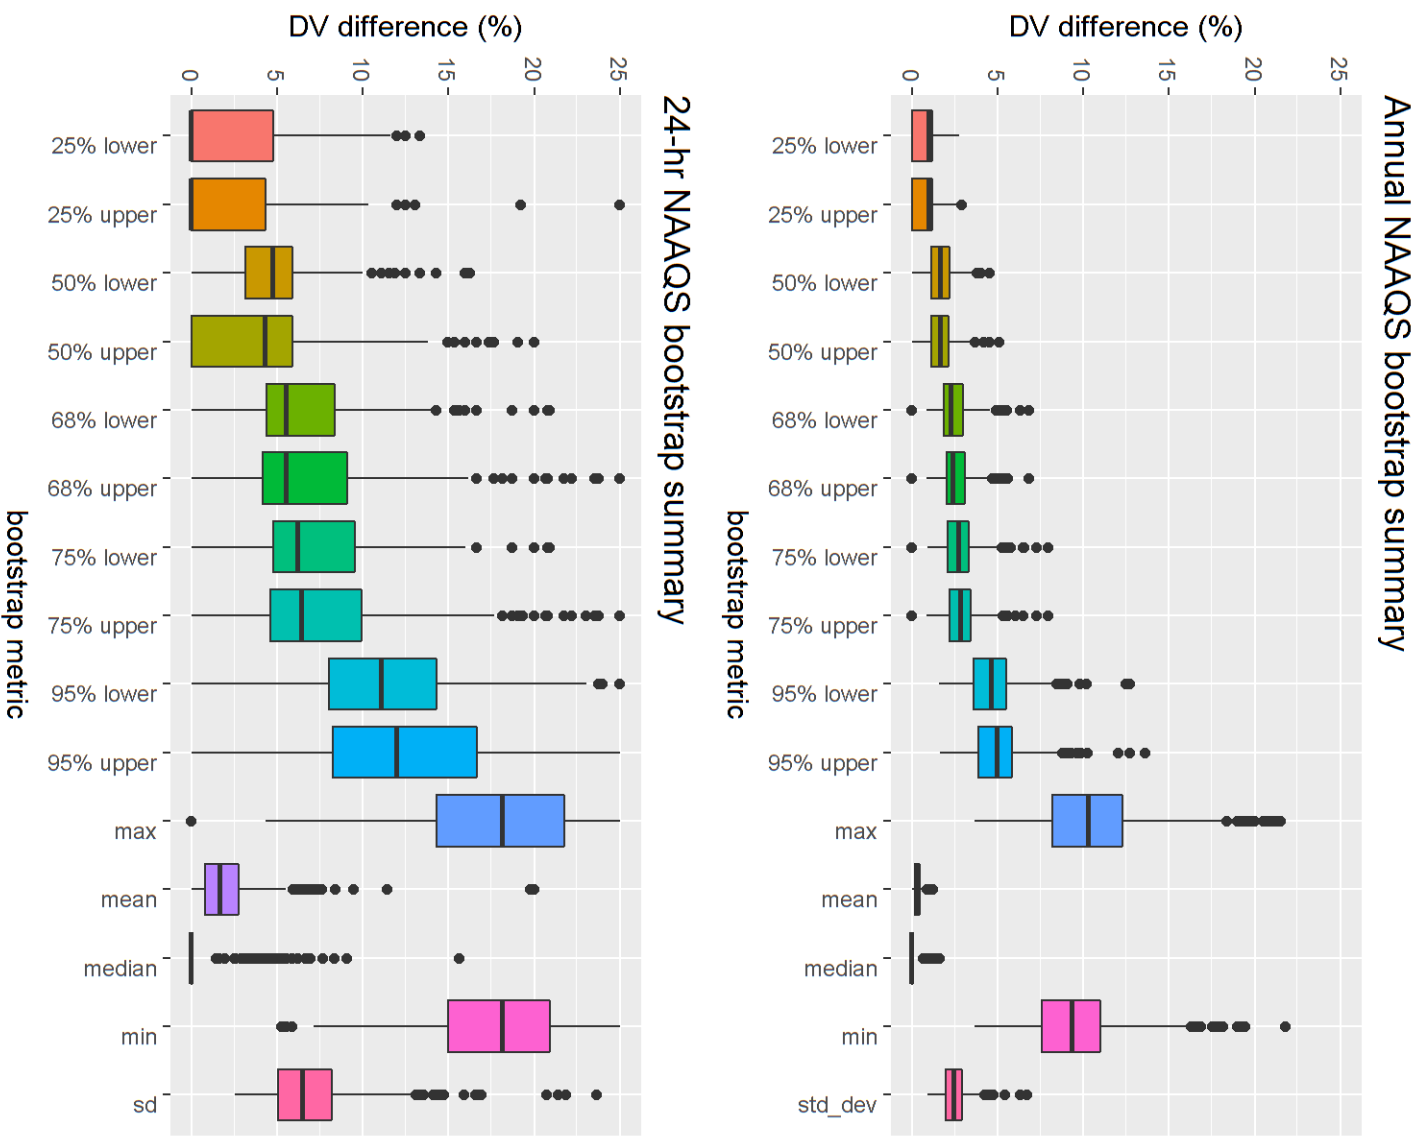 Annual NAAQS bootstrap summary
DV difference (%)
0
5
10
15
20
25
25% lower
25% upper
50% lower
50% upper
68% lower
68% upper
75% lower
75% upper
95% lower
95% upper
max
mean
median
min
std_dev
bootstrap metric
24-hr NAAQS bootstrap summary
DV difference (%)
0
5
10
15
20
25
25% lower
25% upper
50% lower
50% upper
68% lower
68% upper
75% lower
75% upper
95% lower
95% upper
max
mean
median
min
sd
bootstrap metric